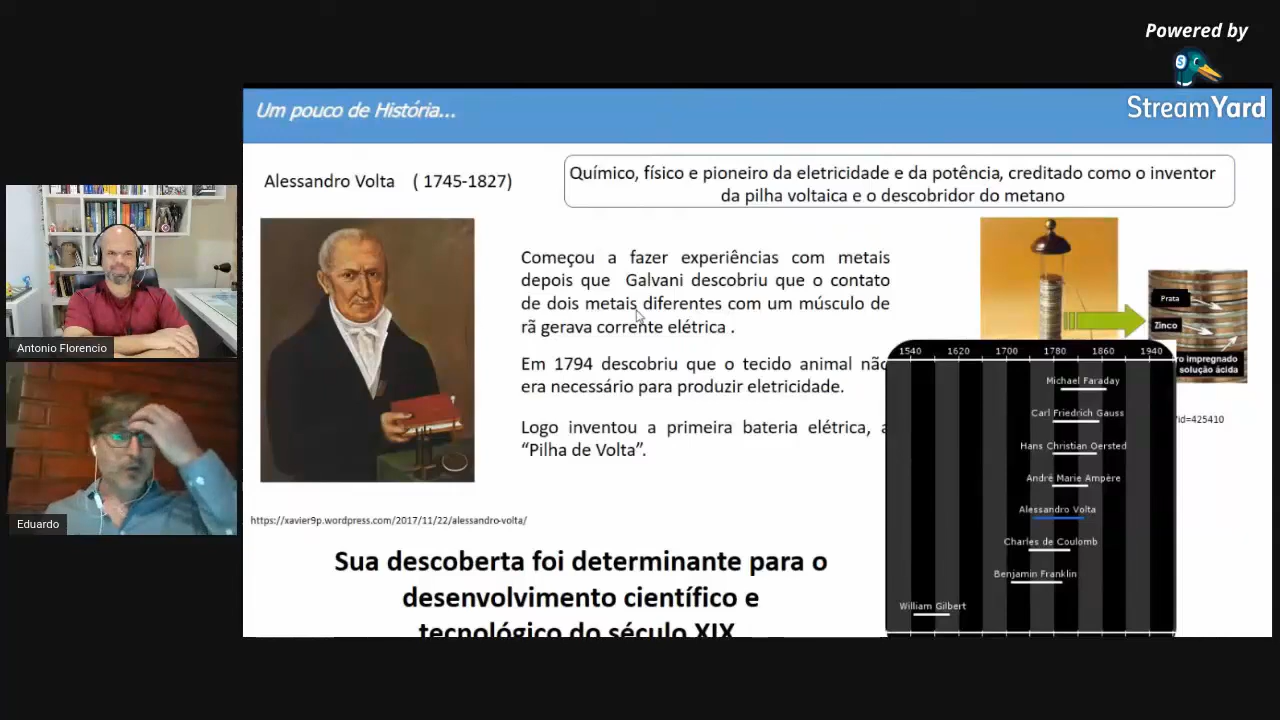 Powered by
StreamYard
Um pouco de História...
Alessandro Volta ( 1745-1827)
Químico, físico e pioneiro da eletricidade e da potência, creditado como o inventor
da pilha voltaica e o descobridor do metano
Começou a fazer experiências com metais
depois que Galvani descobriu que o contato
de dois metais diferentes com um músculo de
rã gerava corrente elétrica .
Em 1794 descobriu que o tecido animal não
era necessário para produzir eletricidade.
Logo inventou a primeira bateria elétrica, a
“Pilha de Volta”.
https://xavier9p.wordpress.com/2017/11/22/alessandro-volta/
Sua descoberta foi determinante para o
desenvolvimento científico e
tecnológico do século XIX
Prata
Zinco
ro impregnado
solução ácida
?id=425410
1540 1620 1700 1780 1860 1940
Michael Faraday
Carl Friedrich Gauss
Hans Christian Oersted
André Marie Ampère
Alessandro Volta
Charles de Coulomb
Benjamin Franklin
William Gilbert
Antonio Florencio
Eduardo